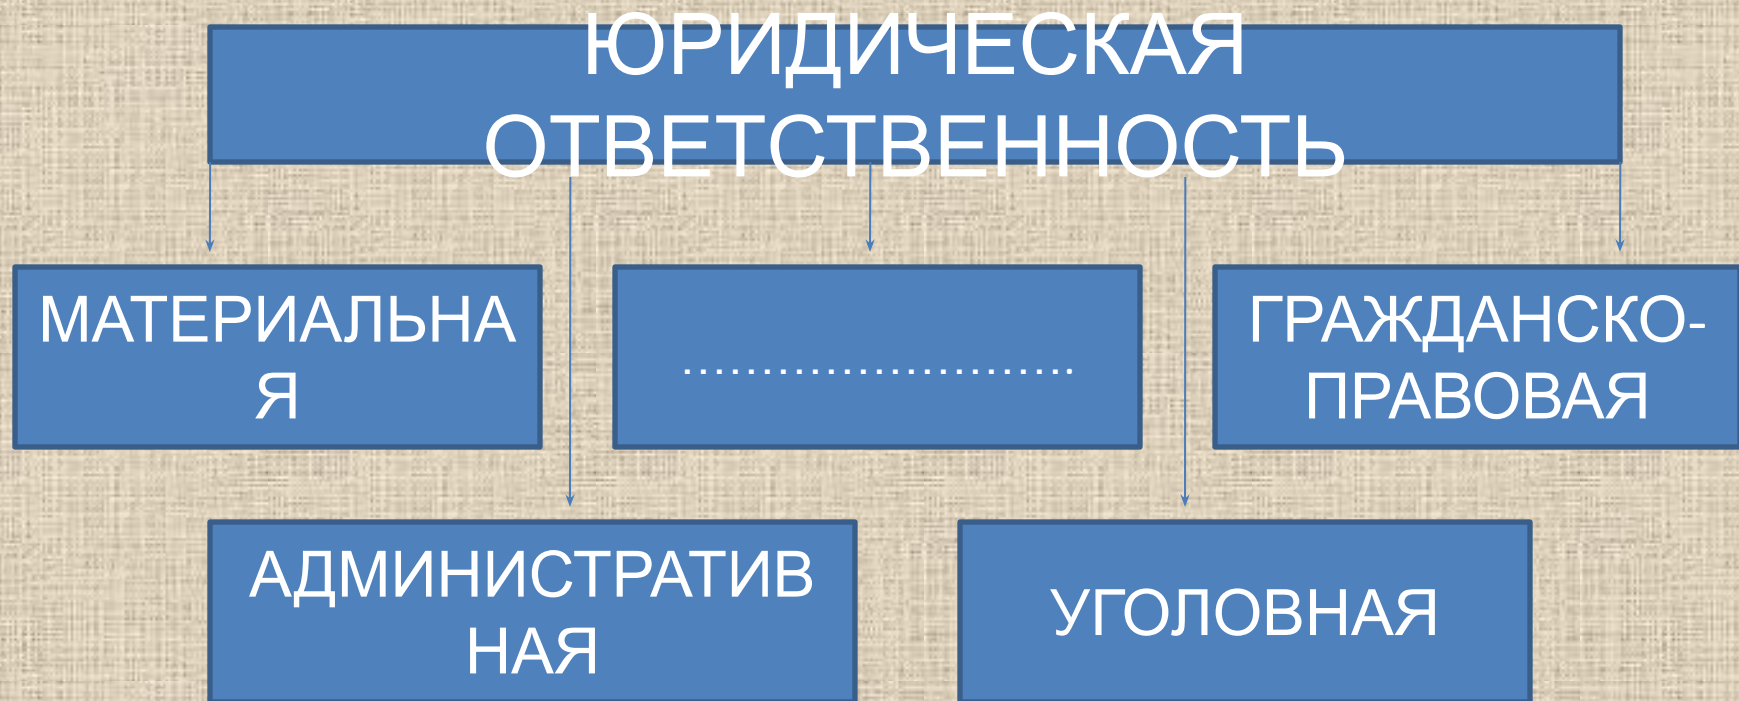 ЮРИДИЧЕСКАЯ
ОТВЕТСТВЕННОСТЬ
МАТЕРИАЛЬНА
Я
.........................
ГРАЖДАНСКО-
ПРАВОВАЯ
АДМИНИСТРАТИВ
НАЯ
УГОЛОВНАЯ